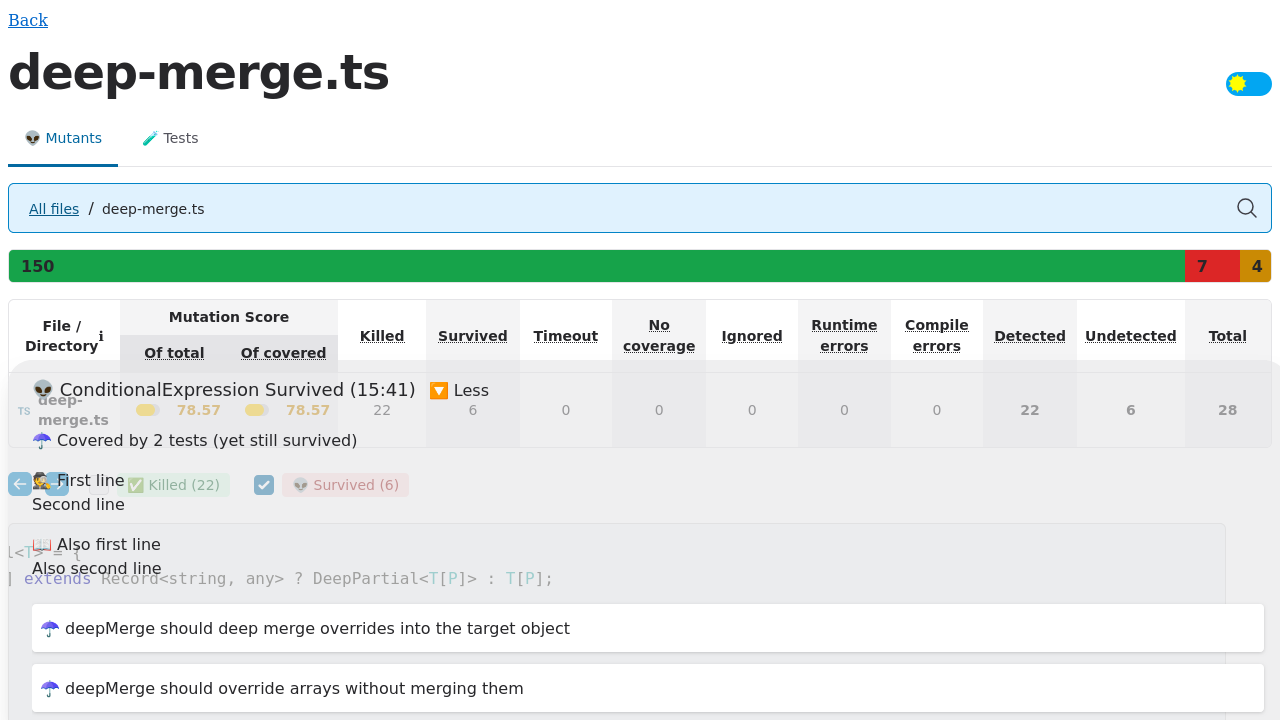 Back
deep-merge.ts
👽 Mutants 🧪 Tests
All files / deep-merge.ts
150 7 4
File / Directory ℹ Mutation Score Killed Survived Timeout No coverage Ignored Runtime errors Compile errors Detected Undetected Total
Of total Of covered
👽 ConditionalExpression Survived (15:41) 🔽 Less
TS deep-merge.ts 78.57 78.57 22 6 0 0 0 0 0 22 6 28
☂️ Covered by 2 tests (yet still survived)
🕵️ First line
✅ Killed (22) 👽 Survived (6)
Second line
📖 Also first line
<T> = {
Also second line
extends Record<string, any> ? DeepPartial<T[P]> : T[P];
☂️ deepMerge should deep merge overrides into the target object
☂️ deepMerge should override arrays without merging them